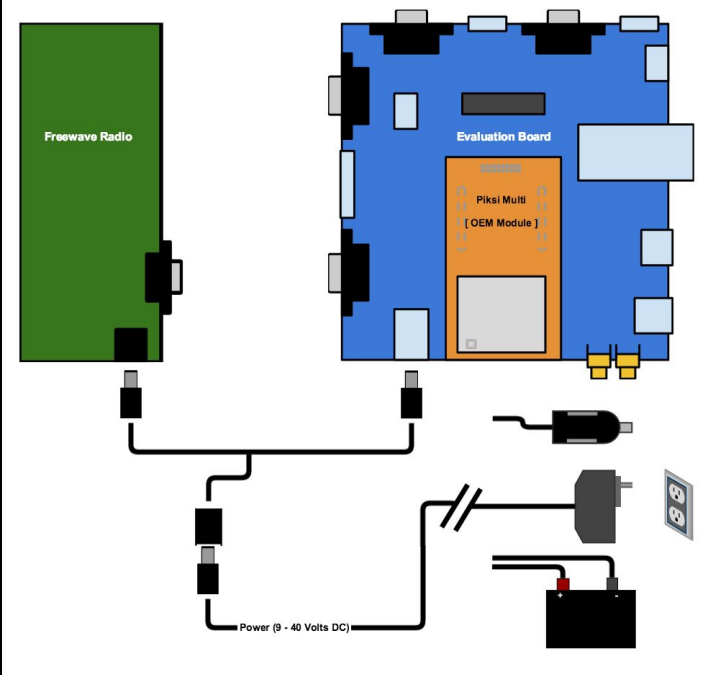 Freewave Radio
Evaluation Board
Piksi Multi
[ OEM Module ]
+ -
Power (9 - 40 Volts DC)